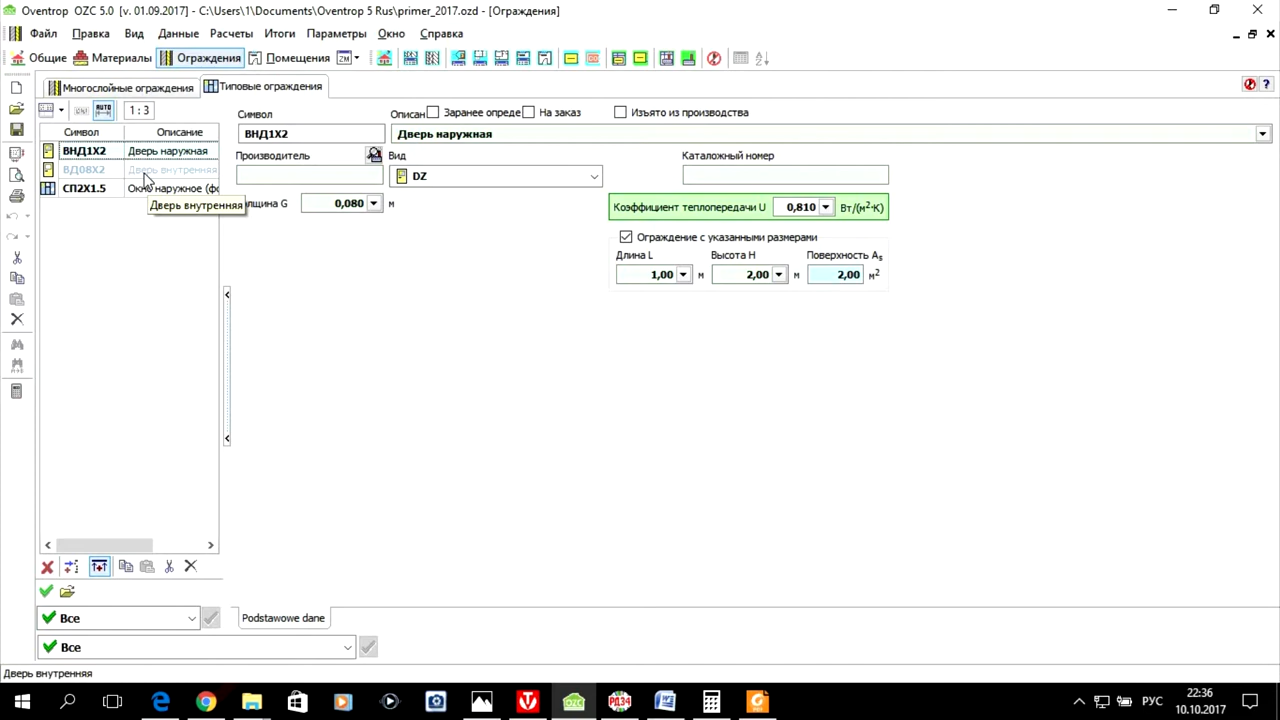 Oventrop OZC 5.0 [v. 01.09.2017] - C:\Users\1\Documents\Oventrop 5 Rus\primer_2017.ozd - [Ограждения]
Файл Правка Вид Данные Расчеты Итоги Параметры Окно Справка
Общие Материалы Ограждения Помещения
Многослойные ограждения Типовые ограждения
AUTO 1 : 3
Символ Описание
ВНД1Х2 Дверь наружная
ВД08Х2 Дверь внутренняя
СП2Х1.5 Окно наружное (фо
Дверь внутренняя
Символ Описан Заранее опреде На заказ Изъято из производства
ВНД1Х2 Дверь наружная
Производитель Вид Каталожный номер
DZ
олщина G 0,080 м
Коэффициент теплопередачи U 0,810 Вт/(м²·К)
Ограждение с указанными размерами
Длина L Высота H Поверхность As
1,00 м 2,00 м 2,00 м2
Все
Podstawowe dane
Все
Дверь внутренняя
РУС
22:36
10.10.2017